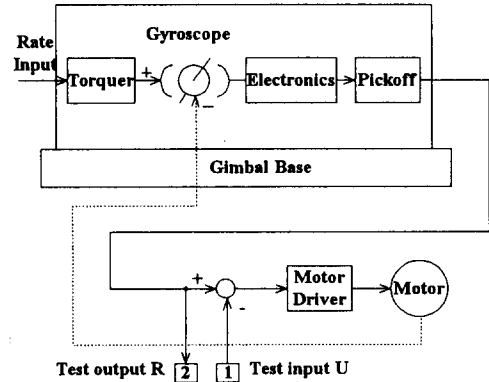 Gyroscope
Rate
Input
Torquer
+
−
Electronics
Pickoff
Gimbal Base
+
-
Motor
Driver
Motor
Test output R
2
1
Test input U